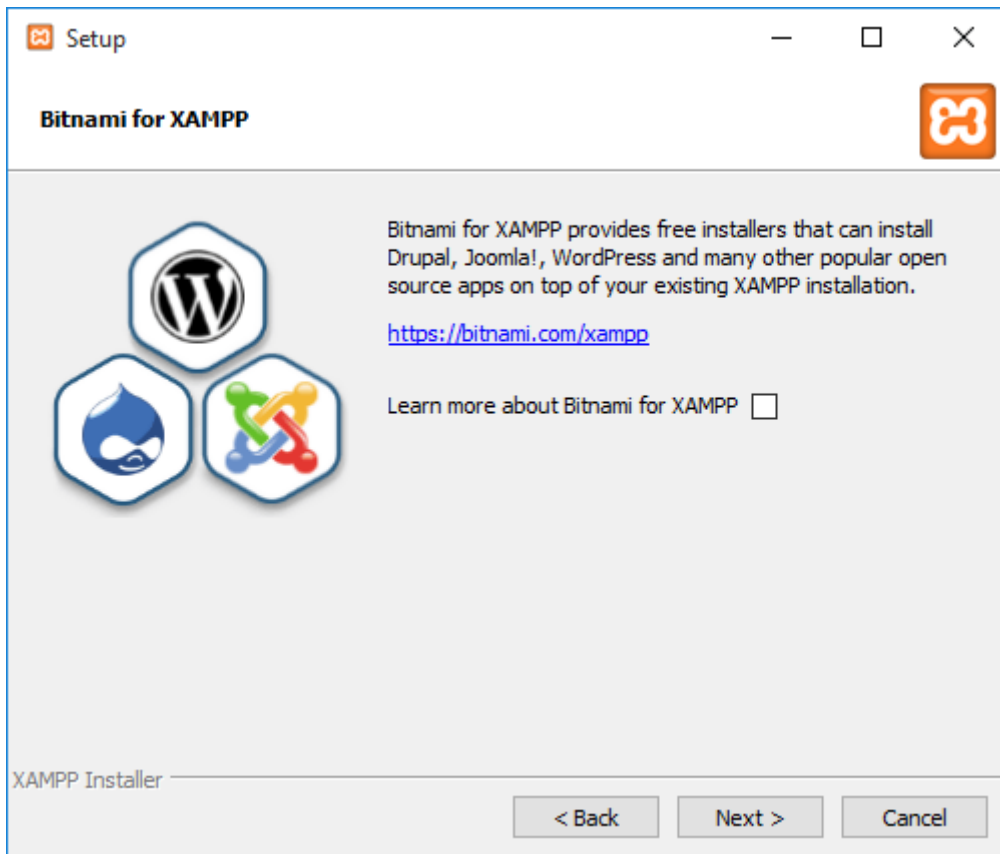 Setup
Bitnami for XAMPP
Bitnami for XAMPP provides free installers that can install
Drupal, Joomla!, WordPress and many other popular open
source apps on top of your existing XAMPP installation.
https://bitnami.com/xampp
Learn more about Bitnami for XAMPP
XAMPP Installer
< Back
Next >
Cancel